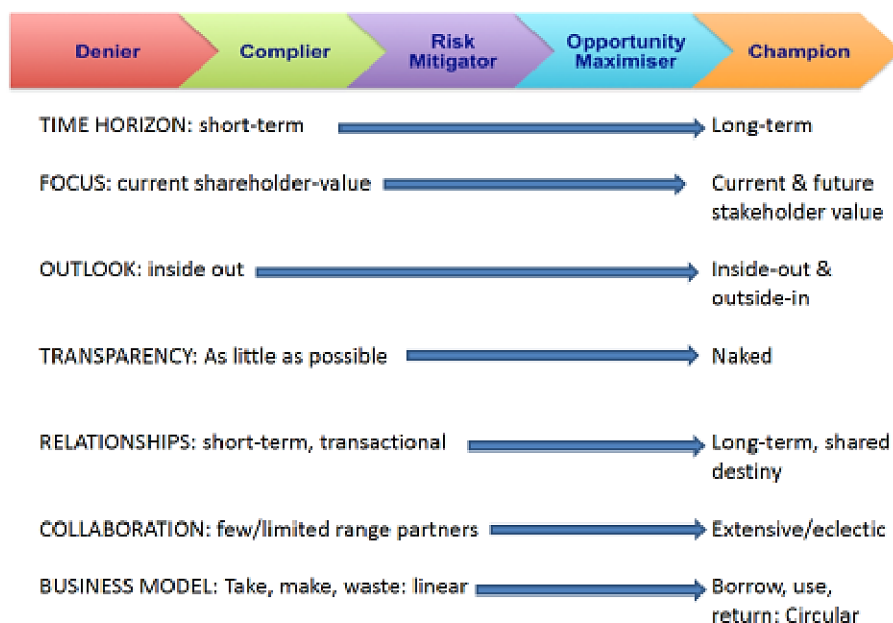 Denier
Complier
Risk
Mitigator
Opportunity
Maximiser
Champion
TIME HORIZON: short-term
Long-term
FOCUS: current shareholder-value
Current & future
stakeholder value
OUTLOOK: inside out
Inside-out &
outside-in
TRANSPARENCY: As little as possible
Naked
RELATIONSHIPS: short-term, transactional
Long-term, shared
destiny
COLLABORATION: few/limited range partners
Extensive/eclectic
BUSINESS MODEL: Take, make, waste: linear
Borrow, use,
return: Circular